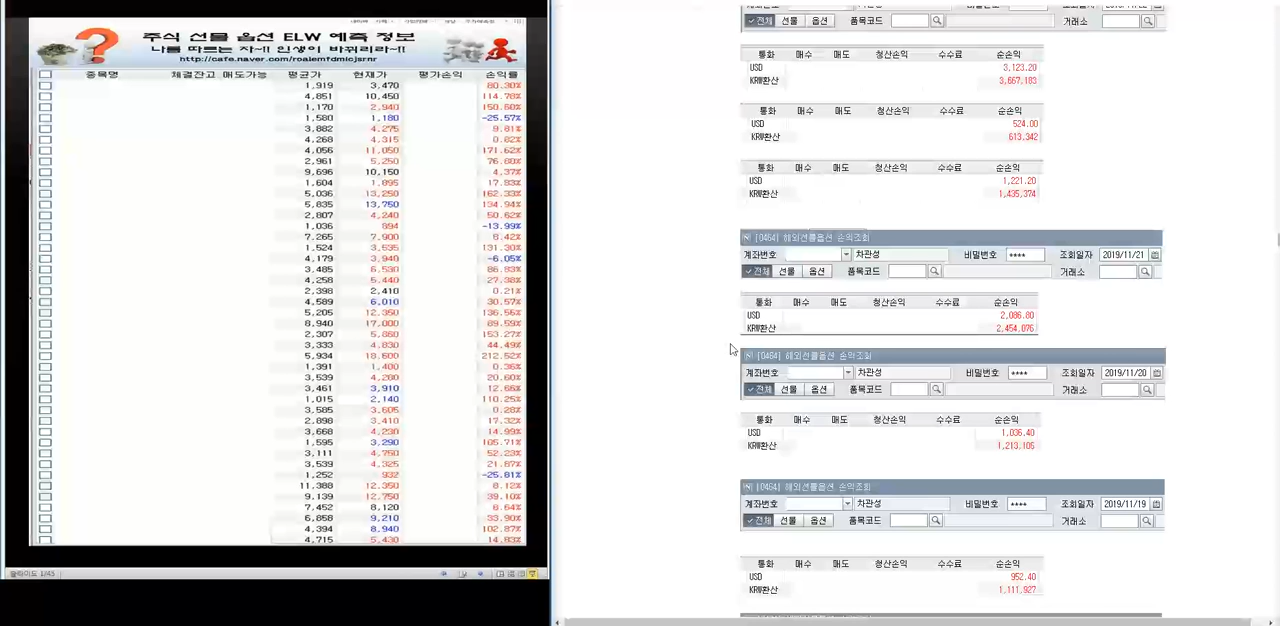 주식 선물 옵션 ELW 예측 정보
나를 따르는 자~!! 인생이 바뀌리라~!!
http://cafe.naver.com/roalemfdmicjsrnr
종목명 체결잔고 매도가능 평균가 현재가 평가손익 손익률
1,919 3,470 80.30%
4,851 10,450 114.78%
1,170 2,940 150.60%
1,580 1,180 -25.57%
3,882 4,275 9.81%
4,268 4,315 0.82%
4,056 11,050 171.62%
2,961 5,250 76.80%
9,696 10,150 4.37%
1,604 1,895 17.83%
5,036 13,250 162.33%
5,835 13,750 134.94%
2,807 4,240 50.62%
1,036 894 -13.99%
7,265 7,900 8.42%
1,524 3,535 131.30%
4,179 3,940 -6.05%
3,485 6,530 86.83%
4,258 5,440 27.38%
2,398 2,410 0.21%
4,589 6,010 30.57%
5,205 12,350 136.56%
8,940 17,000 89.59%
2,307 5,860 153.27%
3,333 4,830 44.49%
5,934 18,600 212.52%
1,391 1,400 0.36%
3,539 4,280 20.60%
3,461 3,910 12.65%
1,015 2,140 110.25%
3,585 3,605 0.28%
2,898 3,410 17.32%
3,668 4,230 14.99%
1,595 3,290 105.71%
3,111 4,750 52.23%
3,539 4,325 21.87%
1,252 932 -25.81%
11,388 12,350 8.12%
9,139 12,750 39.10%
7,452 8,120 8.64%
6,858 9,210 33.90%
4,394 8,940 102.87%
4,715 5,430 14.83%
슬라이드 1/45
전체 선물 옵션 품목코드 거래소
통화 매수 매도 청산손익 수수료 순손익
USD 3,123.20
KRW환산 3,667,183
통화 매수 매도 청산손익 수수료 순손익
USD 524.00
KRW환산 613,342
통화 매수 매도 청산손익 수수료 순손익
USD 1,221.20
KRW환산 1,435,374
[0464] 해외선물옵션 손익조회
계좌번호 차관성 비밀번호 **** 조회일자 2019/11/21
전체 선물 옵션 품목코드 거래소
통화 매수 매도 청산손익 수수료 순손익
USD 2,086.80
KRW환산 2,454,076
[0464] 해외선물옵션 손익조회
계좌번호 차관성 비밀번호 **** 조회일자 2019/11/20
전체 선물 옵션 품목코드 거래소
통화 매수 매도 청산손익 수수료 순손익
USD 1,036.40
KRW환산 1,213,106
[0464] 해외선물옵션 손익조회
계좌번호 차관성 비밀번호 **** 조회일자 2019/11/19
전체 선물 옵션 품목코드 거래소
통화 매수 매도 청산손익 수수료 순손익
USD 952.40
KRW환산 1,111,927